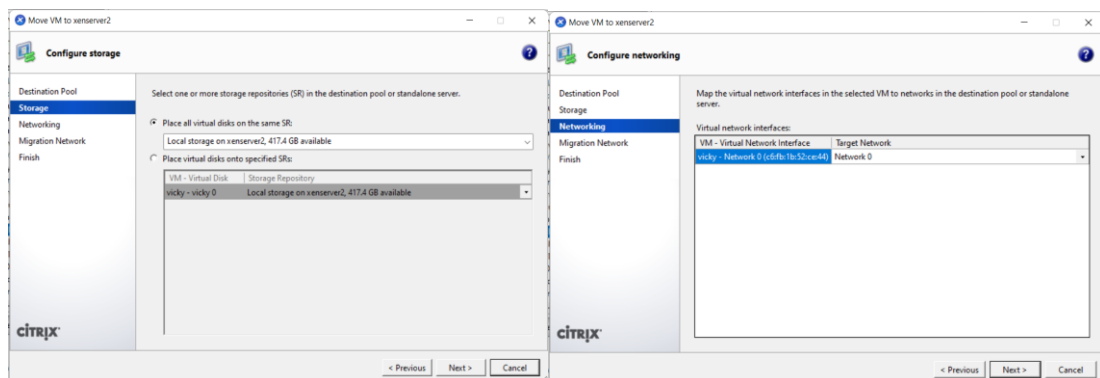 Move VM to xenserver2
Configure storage
Destination Pool
Storage
Networking
Migration Network
Finish
Select one or more storage repositories (SR) in the destination pool or standalone server.
Place all virtual disks on the same SR:
Local storage on xenserver2, 417.4 GB available
Place virtual disks onto specified SRs:
VM - Virtual Disk Storage Repository
vicky - vicky 0 Local storage on xenserver2, 417.4 GB available
CİTRIX
< Previous Next > Cancel
Move VM to xenserver2
Configure networking
Destination Pool
Storage
Networking
Migration Network
Finish
Map the virtual network interfaces in the selected VM to networks in the destination pool or standalone
server.
Virtual network interfaces:
VM - Virtual Network Interface Target Network
vicky - Network 0 (c6:fb:1b:52:ce:44) Network 0
CİTRIX
< Previous Next > Cancel